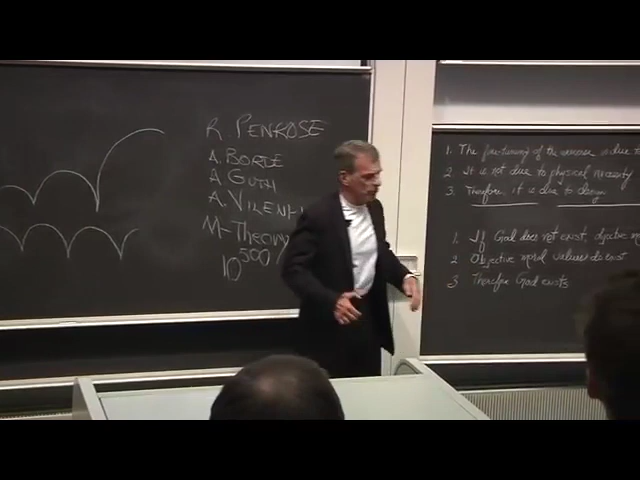 R. PENROSE
A. BORDE
A GUTH
A. VILENK
M-Theory
10^500
1. The fine-tuning of the universe is due to
2. It is not due to physical necessity
3. Therefore, it is due to design
1. If God does not exist, objective mo
2 Objective moral values do exist
3 Therefore God exists